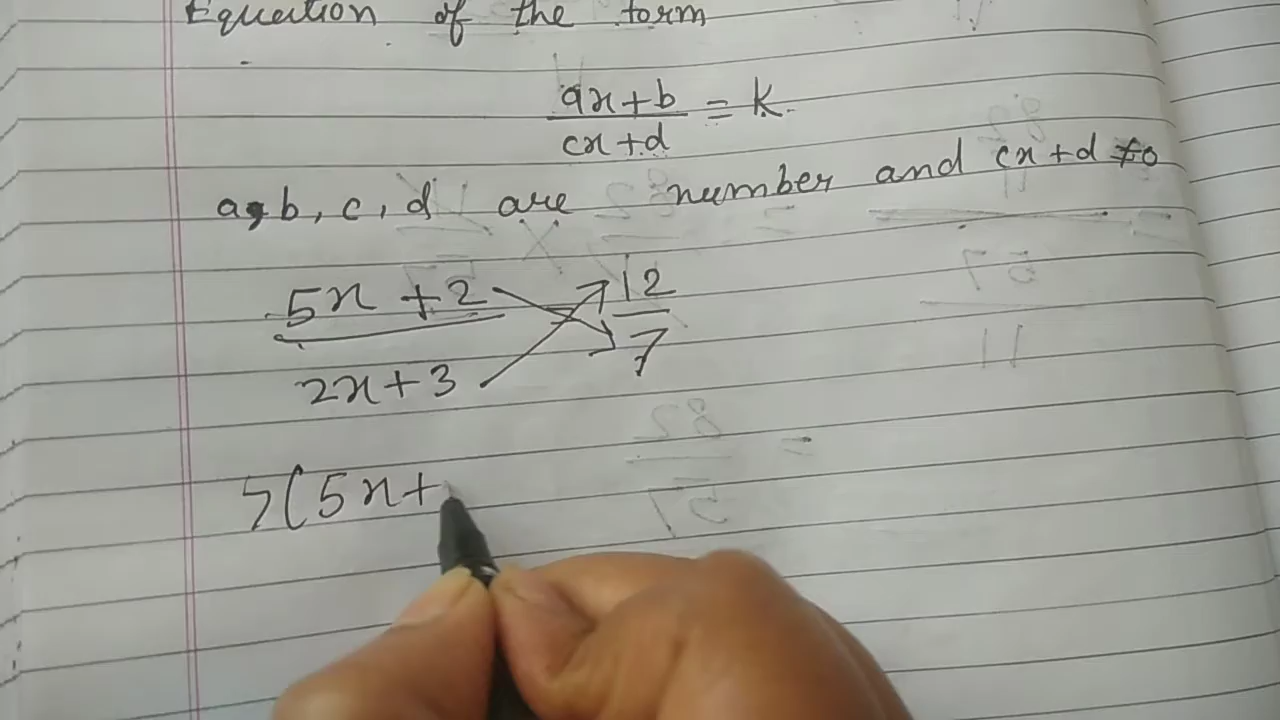 Equation of the form
ax+b / cx+d = k.
a, b, c, d are number and cx+d ≠0
5x+2 / 2x+3 12 / 7
7(5x+